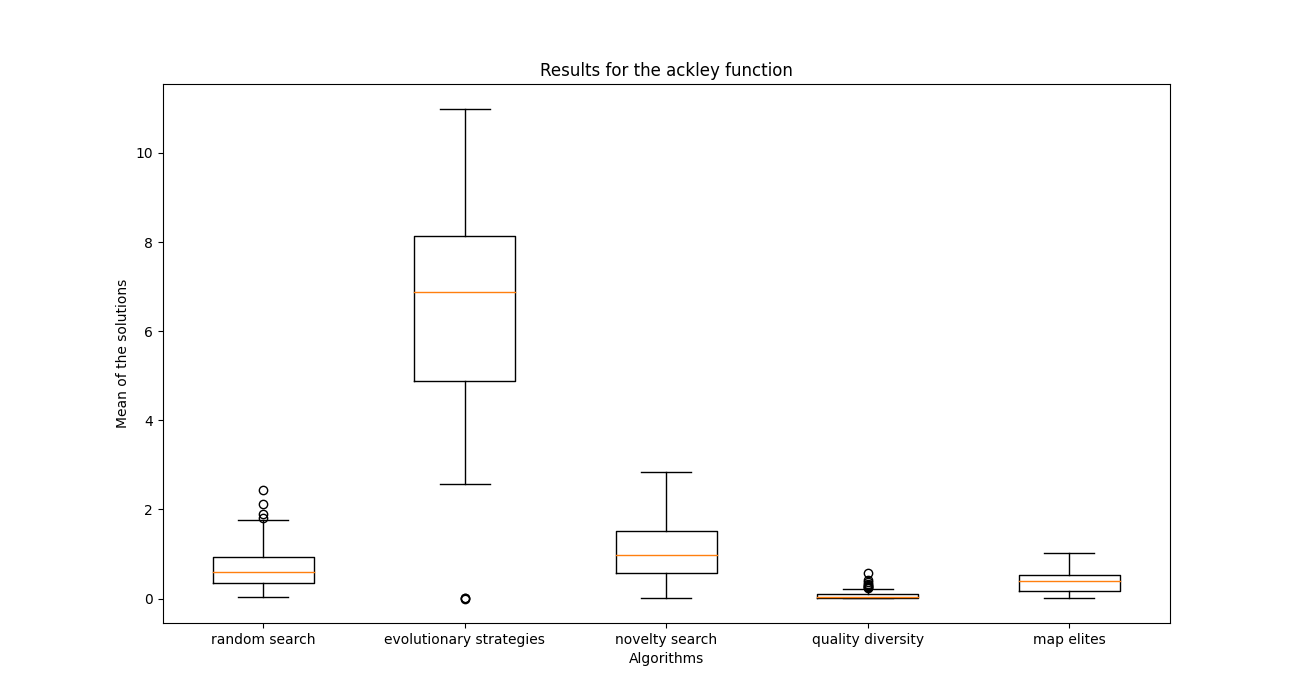 Results for the ackley function
Mean of the solutions
10
8
6
4
2
0
random search evolutionary strategies novelty search quality diversity map elites
Algorithms